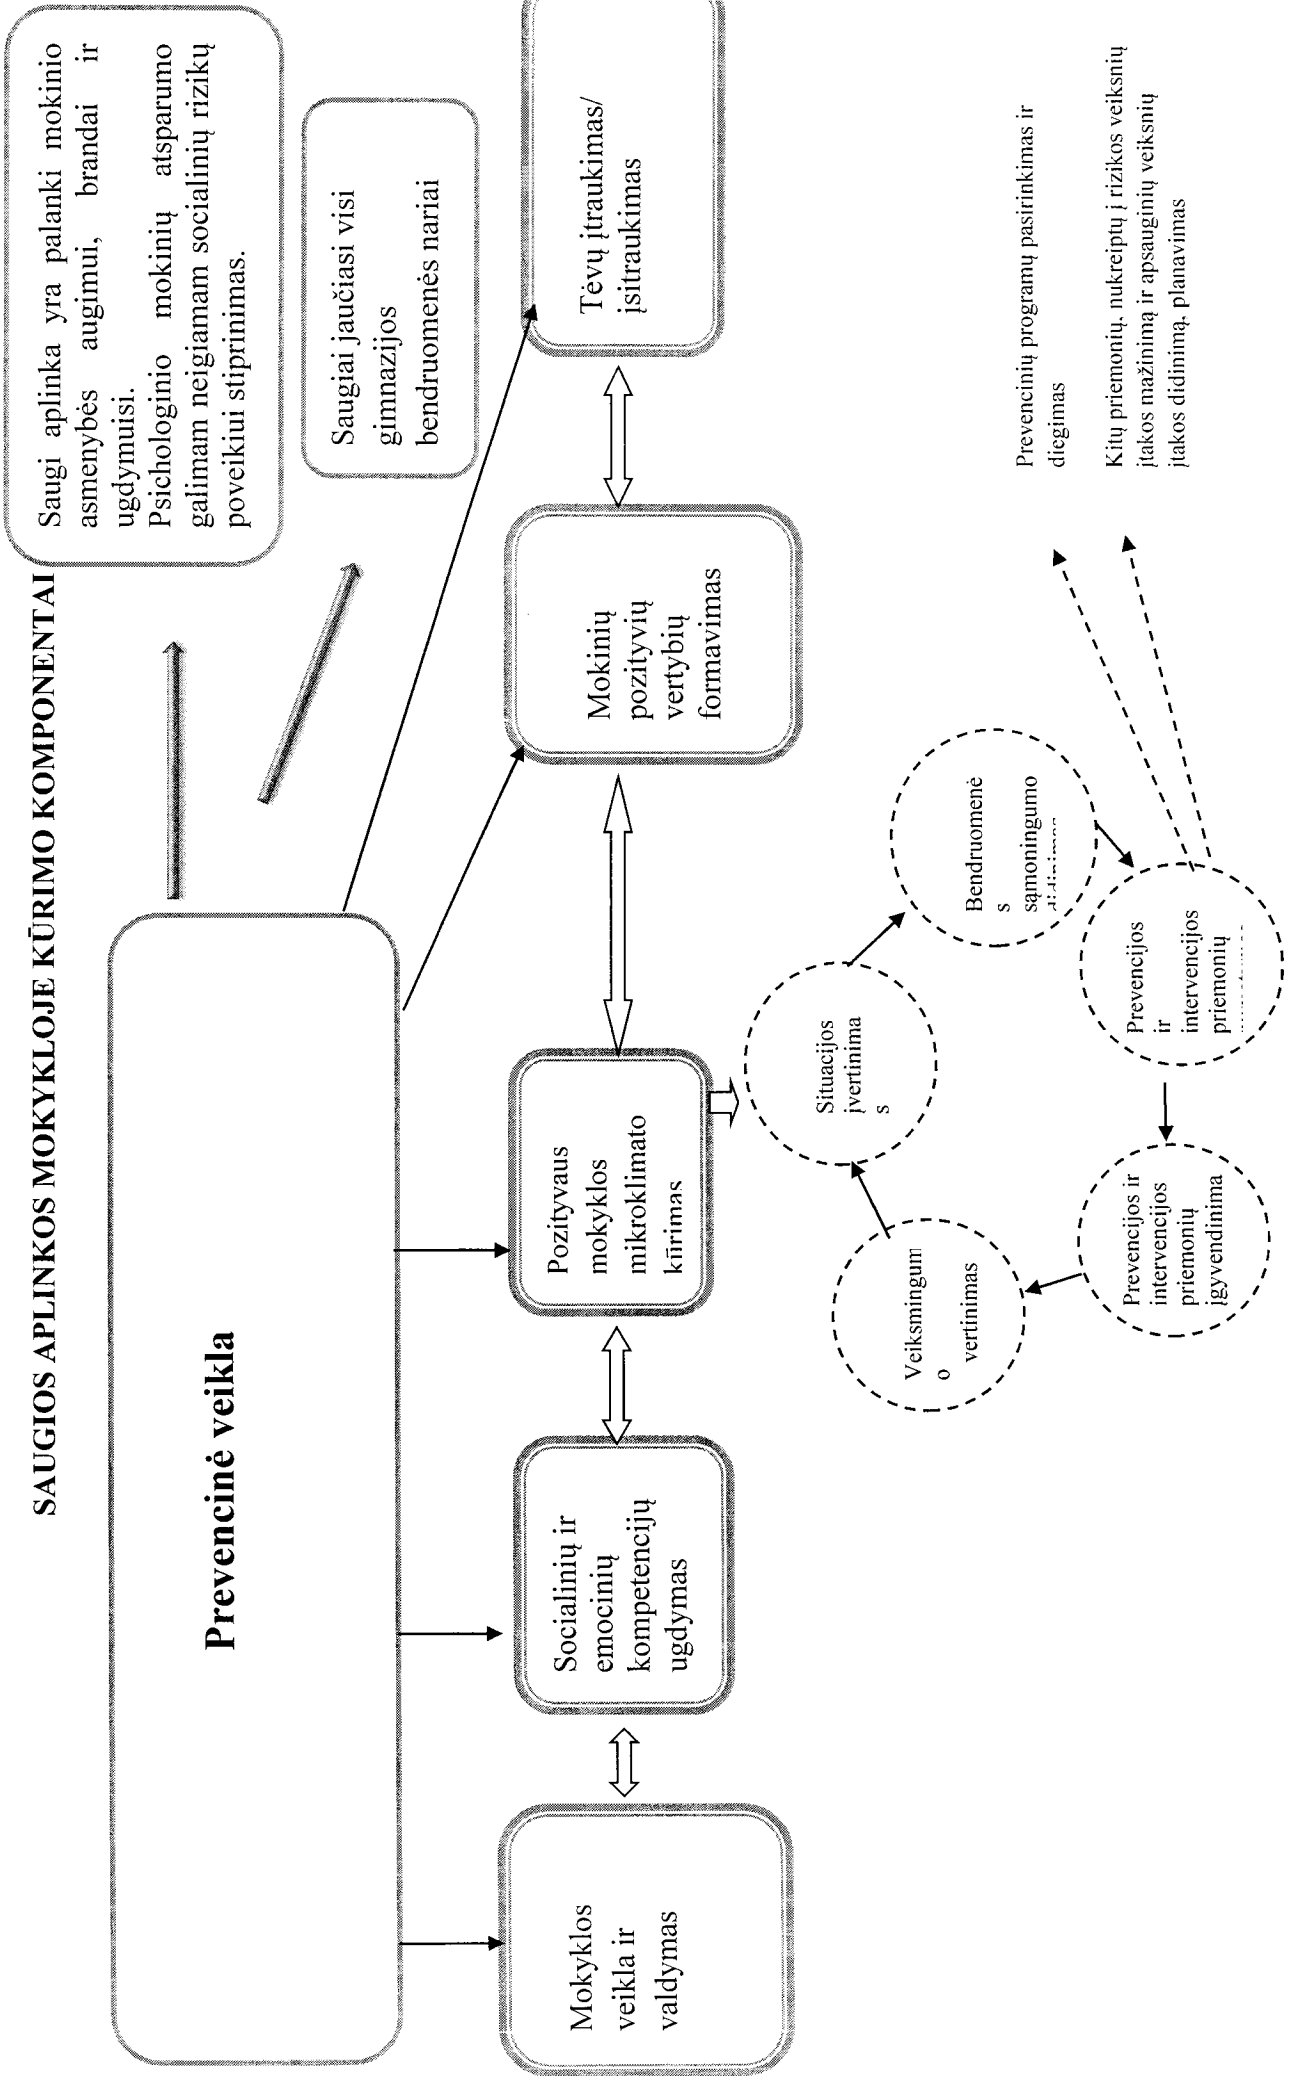 SAUGIOS APLINKOS MOKYKLOJE KŪRIMO KOMPONENTAI
Saugi aplinka yra palanki mokinio
asmenybės augimui, brandai ir
ugdymuisi.
Psichologinio mokinių atsparumo
galimam neigiamam socialinių rizikų
poveikiui stiprinimas.
Prevencinė veikla
Saugiai jaučiasi visi
gimnazijos
bendruomenės nariai
Mokyklos
veikla ir
valdymas
Socialinių ir
emocinių
kompetencijų
ugdymas
Pozityvaus
mokyklos
mikroklimato
kūrimas
Mokinių
pozityvių
vertybių
formavimas
Tėvų įtraukimas/
įsitraukimas
Situacijos
įvertinima
s
Bendruomenė
s
sąmoningumo
Prevencijos
ir
intervencijos
priemonių
Prevencijos ir
intervencijos
priemonių
įgyvendinima
Veiksmingum
o
vertinimas
Prevencinių programų pasirinkimas ir
diegimas
Kitų priemonių, nukreiptų į rizikos veiksnių
įtakos mažinimą ir apsauginių veiksnių
įtakos didinimą, planavimas